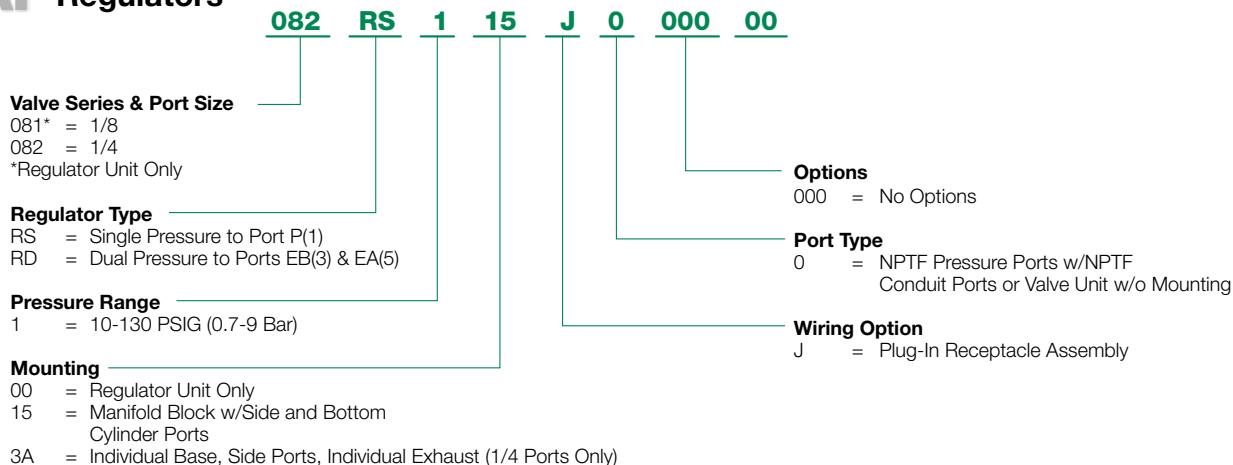 Regulators
082 RS 1 15 J 0 000 00
Valve Series & Port Size
081* = 1/8
082 = 1/4
*Regulator Unit Only
Regulator Type
RS = Single Pressure to Port P(1)
RD = Dual Pressure to Ports EB(3) & EA(5)
Pressure Range
1 = 10-130 PSIG (0.7-9 Bar)
Mounting
00 = Regulator Unit Only
15 = Manifold Block w/Side and Bottom
Cylinder Ports
3A = Individual Base, Side Ports, Individual Exhaust (1/4 Ports Only)
Options
000 = No Options
Port Type
0 = NPTF Pressure Ports w/NPTF
Conduit Ports or Valve Unit w/o Mounting
Wiring Option
J = Plug-In Receptacle Assembly